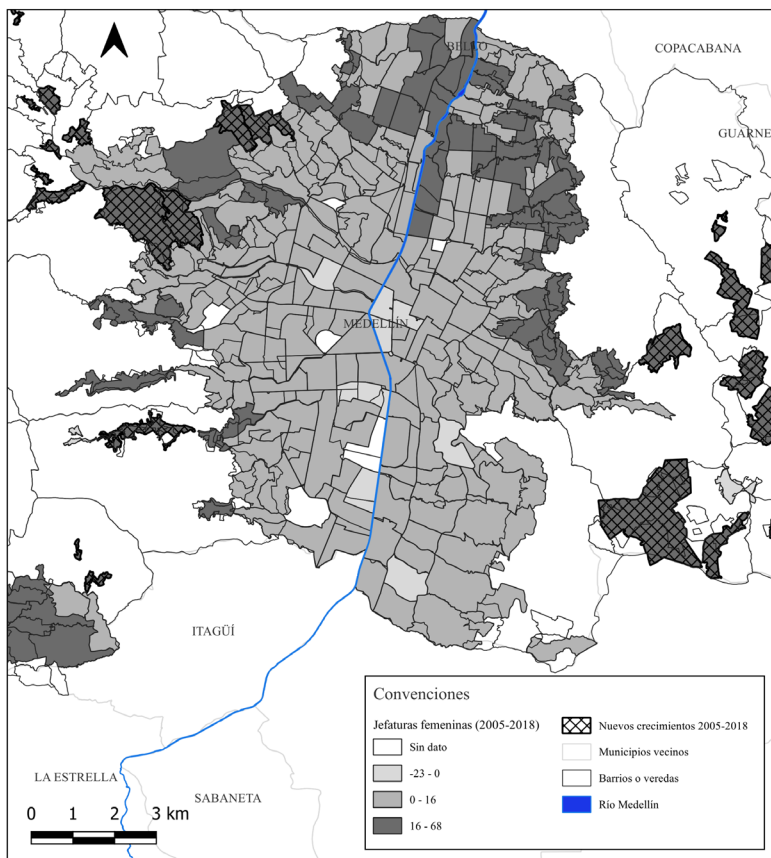 BELLO
COPACABANA
GUARNE
MEDELLÍN
ITAGÜÍ
LA ESTRELLA
SABANETA
0 1 2 3 km
Convenciones
Jefaturas femeninas (2005-2018)
Sin dato
-23 - 0
0 - 16
16 - 68
Nuevos crecimientos 2005-2018
Municipios vecinos
Barrios o veredas
Río Medellín